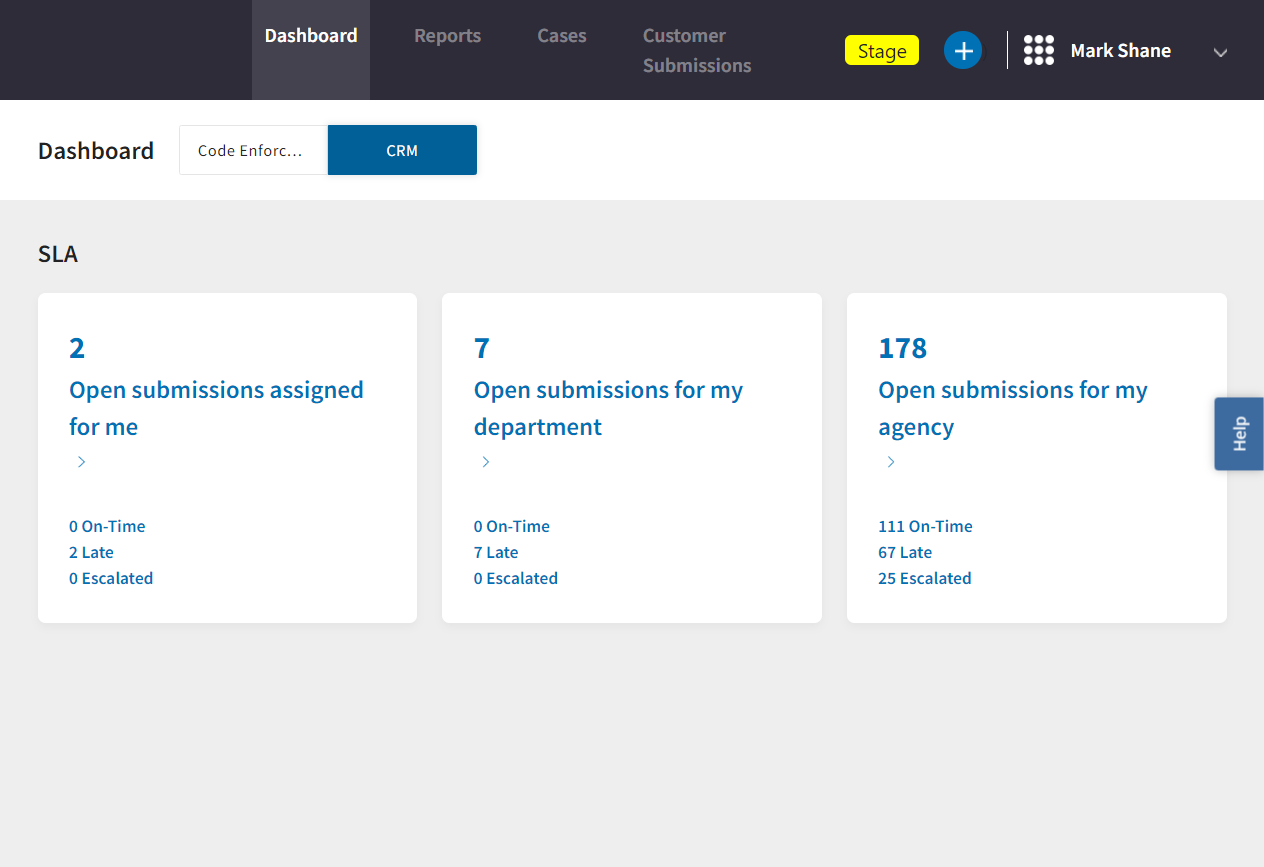 Dashboard
Reports
Cases
Customer
Submissions
Stage
Mark Shane
Dashboard
Code Enforc...
CRM
SLA
2
Open submissions assigned
for me
0 On-Time
2 Late
0 Escalated
7
Open submissions for my
department
0 On-Time
7 Late
0 Escalated
178
Open submissions for my
agency
111 On-Time
67 Late
25 Escalated
Help